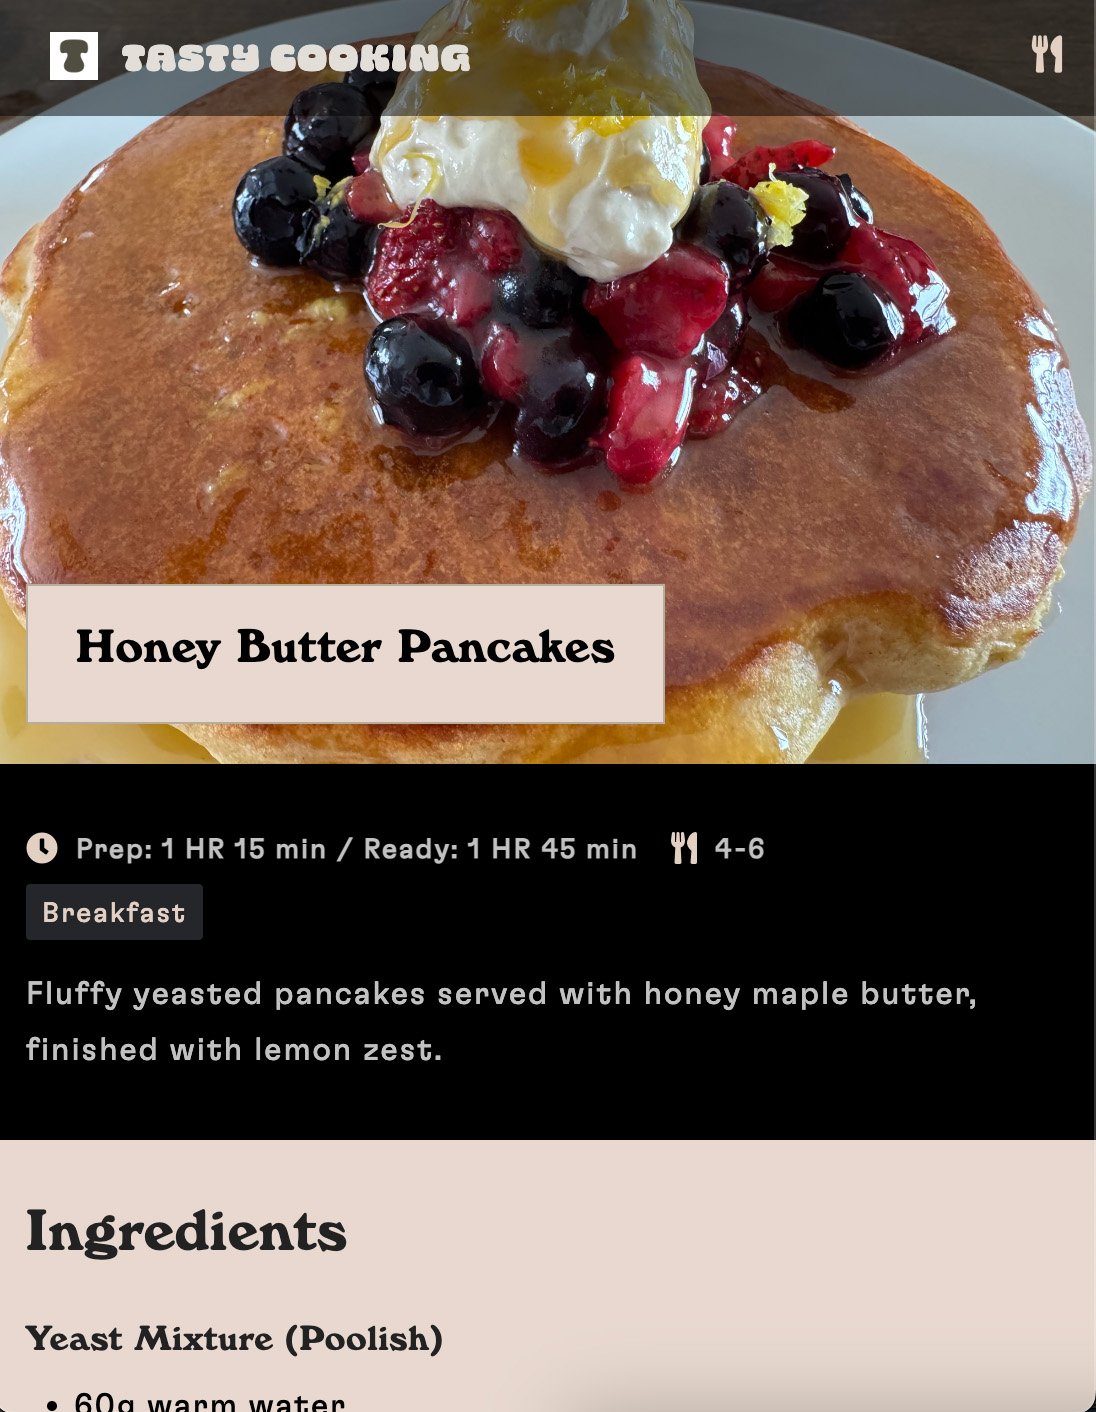 TASTY COOKING
Honey Butter Pancakes
Prep: 1 HR 15 min / Ready: 1 HR 45 min 4-6
Breakfast
Fluffy yeasted pancakes served with honey maple butter,
finished with lemon zest.
Ingredients
Yeast Mixture (Poolish)
• 60g warm water